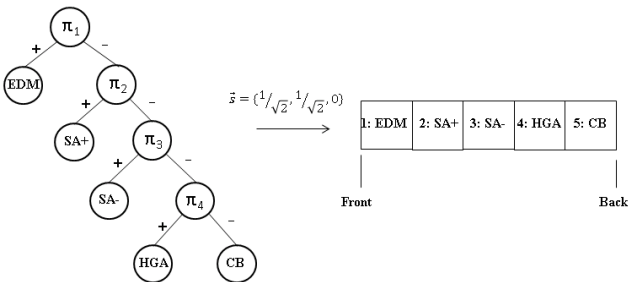 π1
+ −
EDM
π2
+ −
SA+
π3
+ −
SA-
π4
+ −
HGA CB
s⃗ = (1/√2, 1/√2, 0)
1: EDM 2: SA+ 3: SA- 4: HGA 5: CB
Front Back